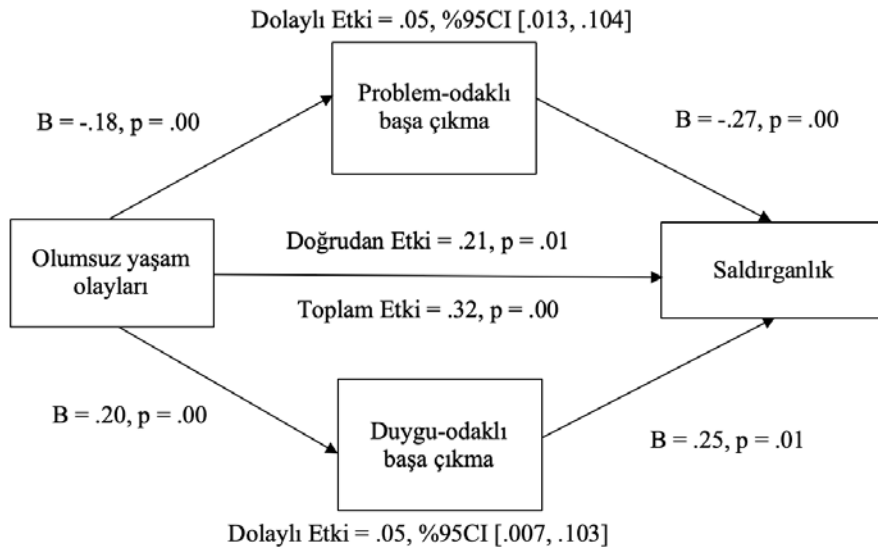 Dolaylı Etki = .05, %95CI [.013, .104]
Problem-odaklı
başa çıkma
B = -.18, p = .00
B = -.27, p = .00
Olumsuz yaşam
olayları
Doğrudan Etki = .21, p = .01
Toplam Etki = .32, p = .00
Saldırganlık
B = .20, p = .00
Duygu-odaklı
başa çıkma
B = .25, p = .01
Dolaylı Etki = .05, %95CI [.007, .103]